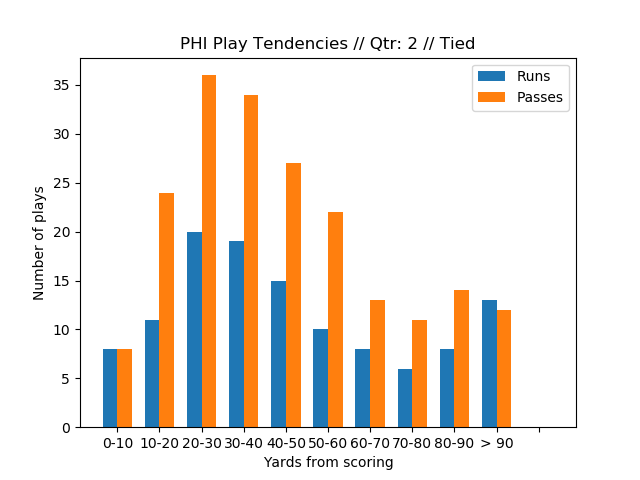 PHI Play Tendencies // Qtr: 2 // Tied
Runs
Passes
Number of plays
35
30
25
20
15
10
5
0
0-10 10-20 20-30 30-40 40-50 50-60 60-70 70-80 80-90 > 90
Yards from scoring